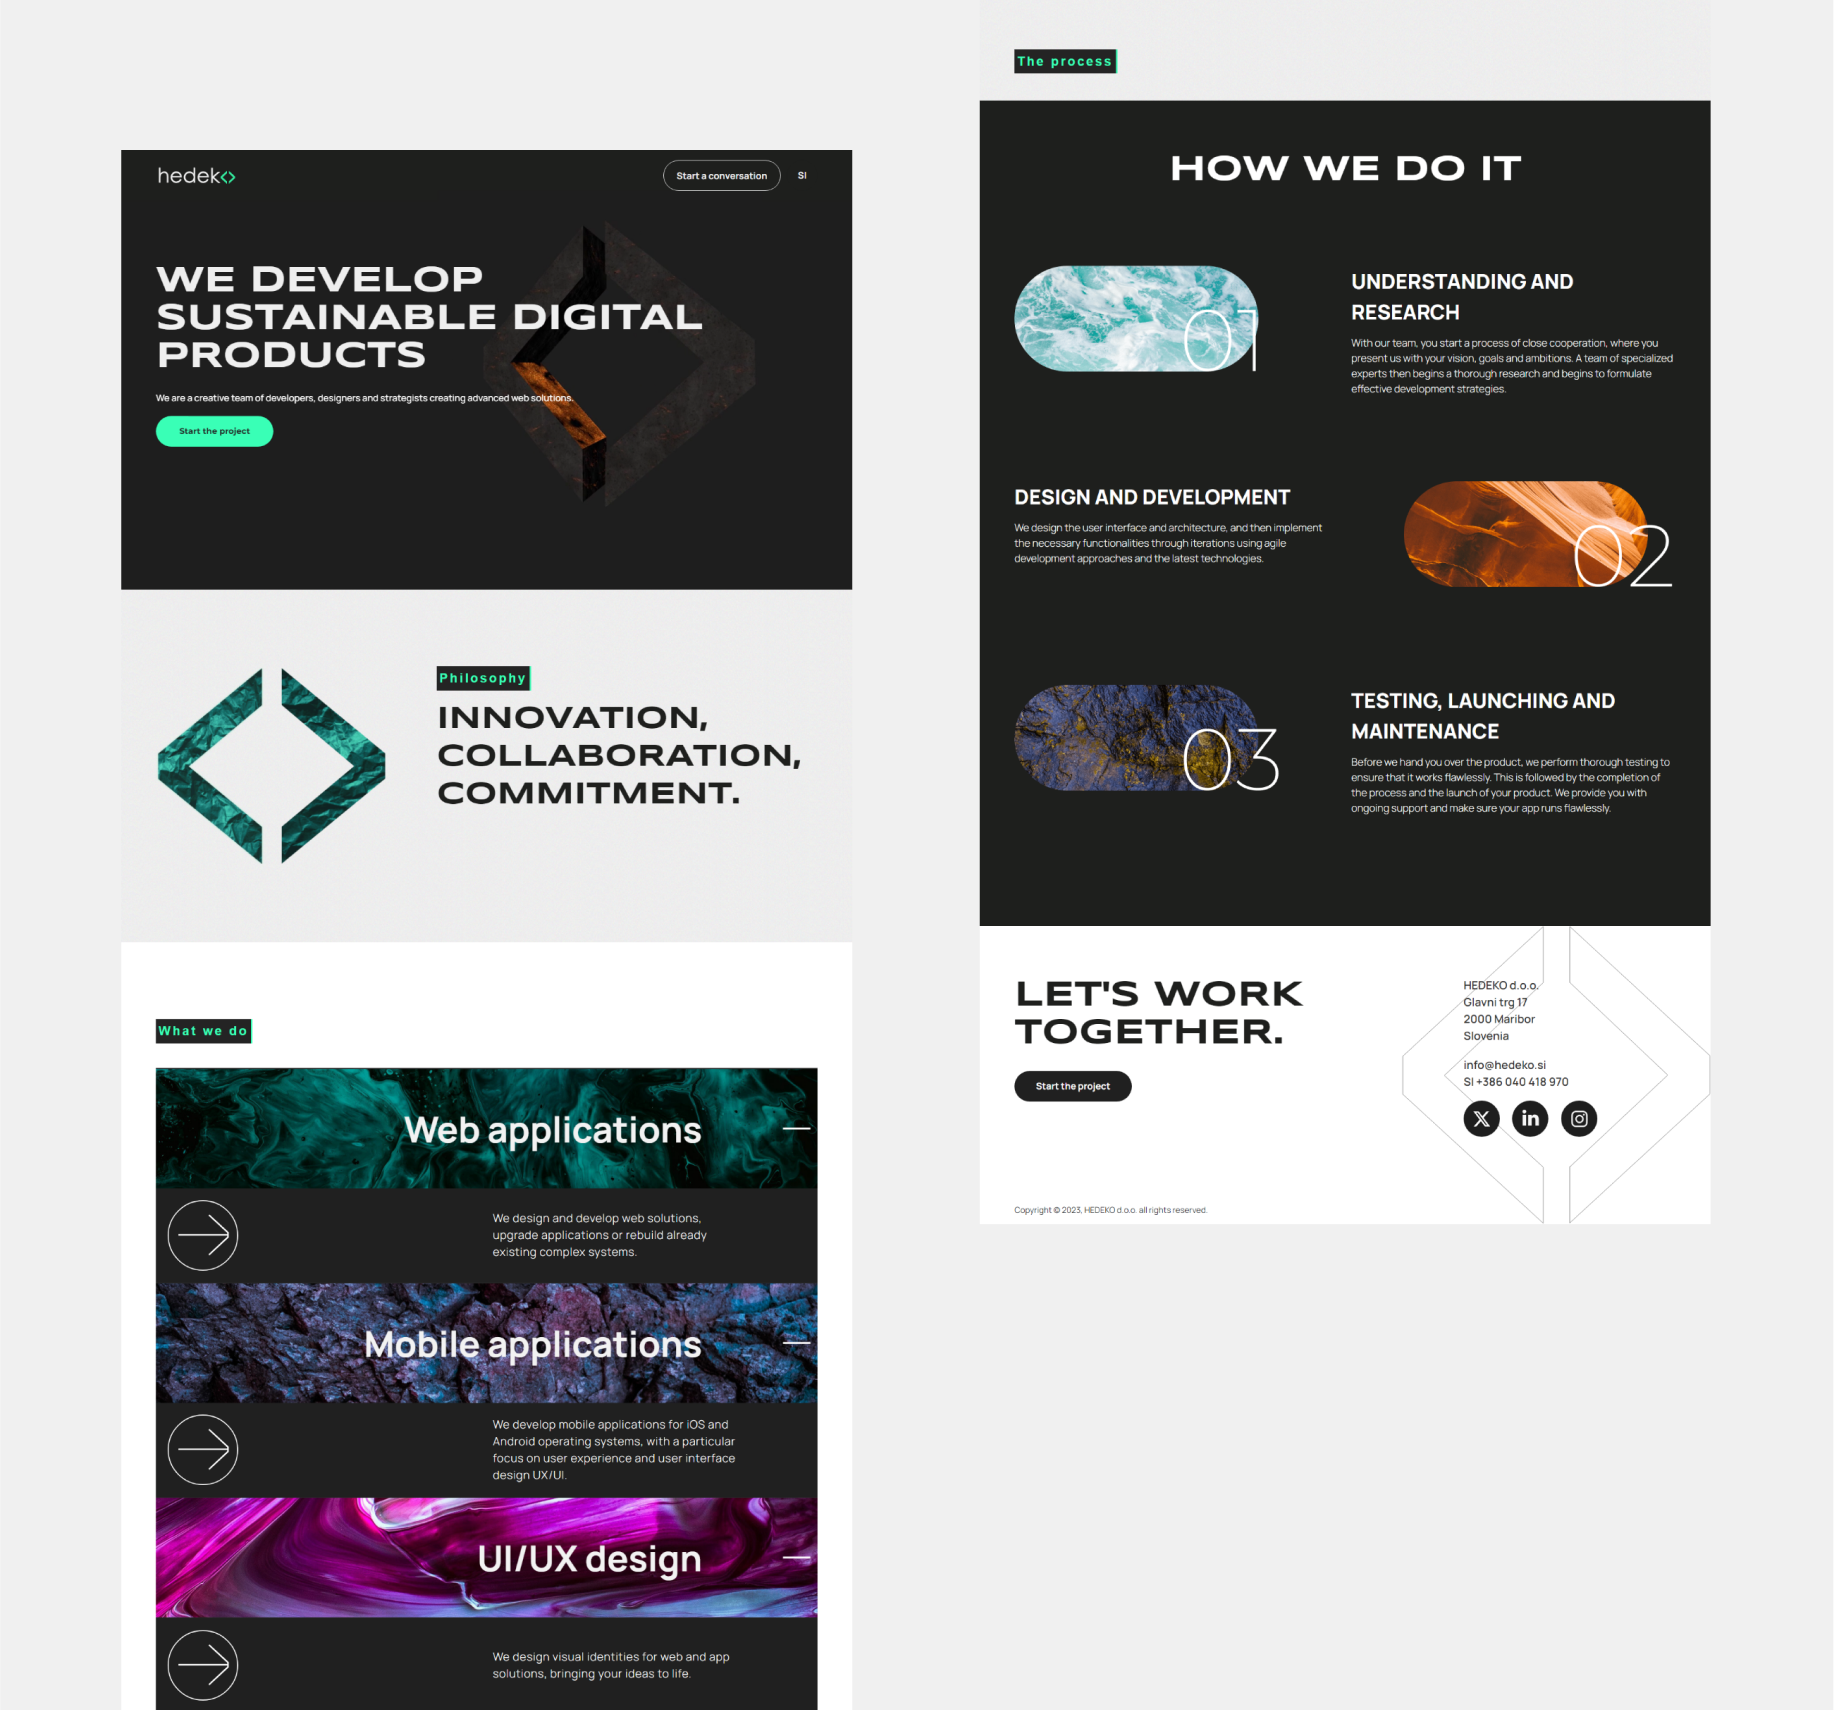 hedeko
Start a conversation
SI
WE DEVELOP
SUSTAINABLE DIGITAL
PRODUCTS
We are a creative team of developers, designers and strategists creating advanced web solutions.
Start the project
Philosophy
INNOVATION,
COLLABORATION,
COMMITMENT.
What we do
Web applications
We design and develop web solutions,
upgrade applications or rebuild already
existing complex systems.
Mobile applications
We develop mobile applications for iOS and
Android operating systems, with a particular
focus on user experience and user interface
design UX/UI.
UI/UX design
We design visual identities for web and app
solutions, bringing your ideas to life.
The process
HOW WE DO IT
01
UNDERSTANDING AND
RESEARCH
With our team, you start a process of close cooperation, where you
present us with your vision, goals and ambitions. A team of specialized
experts then begins a thorough research and begins to formulate
effective development strategies.
DESIGN AND DEVELOPMENT
We design the user interface and architecture, and then implement
the necessary functionalities through iterations using agile
development approaches and the latest technologies.
02
03
TESTING, LAUNCHING AND
MAINTENANCE
Before we hand you over the product, we perform thorough testing to
ensure that it works flawlessly. This is followed by the completion of
the process and the launch of your product. We provide you with
ongoing support and make sure your app runs flawlessly.
LET'S WORK
TOGETHER.
Start the project
HEDEKO d.o.o.
Glavni trg 17
2000 Maribor
Slovenia
info@hedeko.si
SI +386 040 418 970
Copyright © 2023, HEDEKO d.o.o. all rights reserved.